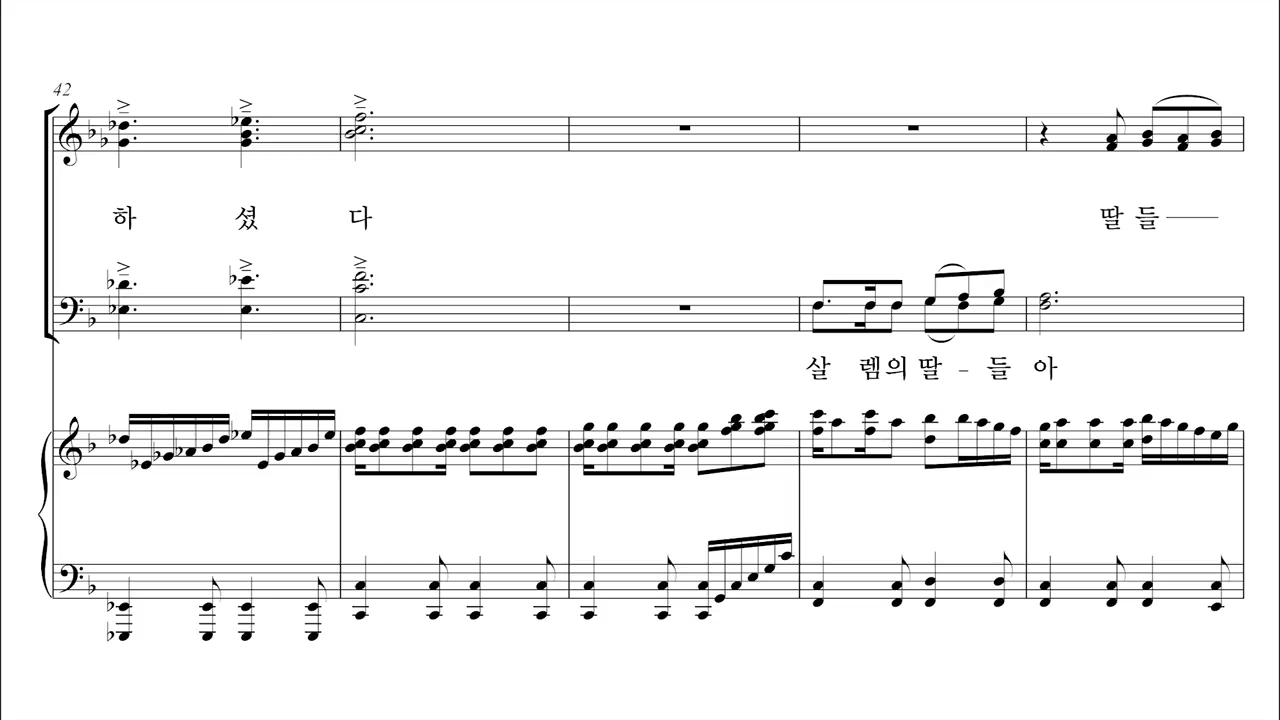 42
하 셨 다 딸 들
살 렘의 딸 - 들 아